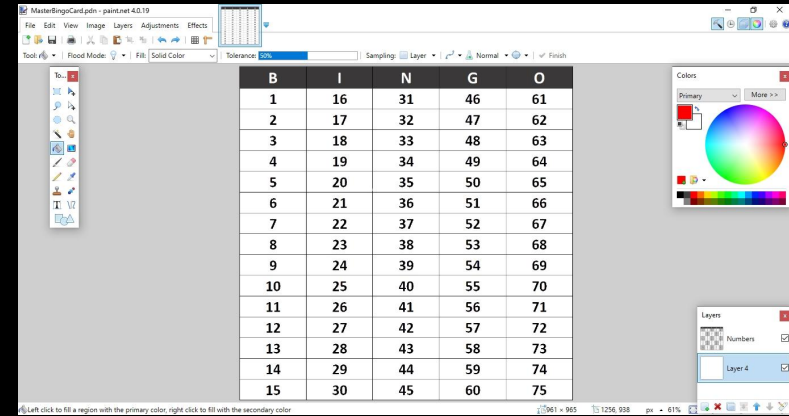 MasterBingoCard.pdn - paint.net 4.0.19
File Edit View Image Layers Adjustments Effects
Tool: Flood Mode: Fill: Solid Color Tolerance: 50% Sampling: Layer Normal Finish
To...
Colors
Primary More >>
B I N G O
1 16 31 46 61
2 17 32 47 62
3 18 33 48 63
4 19 34 49 64
5 20 35 50 65
6 21 36 51 66
7 22 37 52 67
8 23 38 53 68
9 24 39 54 69
10 25 40 55 70
11 26 41 56 71
12 27 42 57 72
13 28 43 58 73
14 29 44 59 74
15 30 45 60 75
Layers
Numbers
Layer 4
Left click to fill a region with the primary color, right click to fill with the secondary color 961 × 965 1256, 938 px 61%